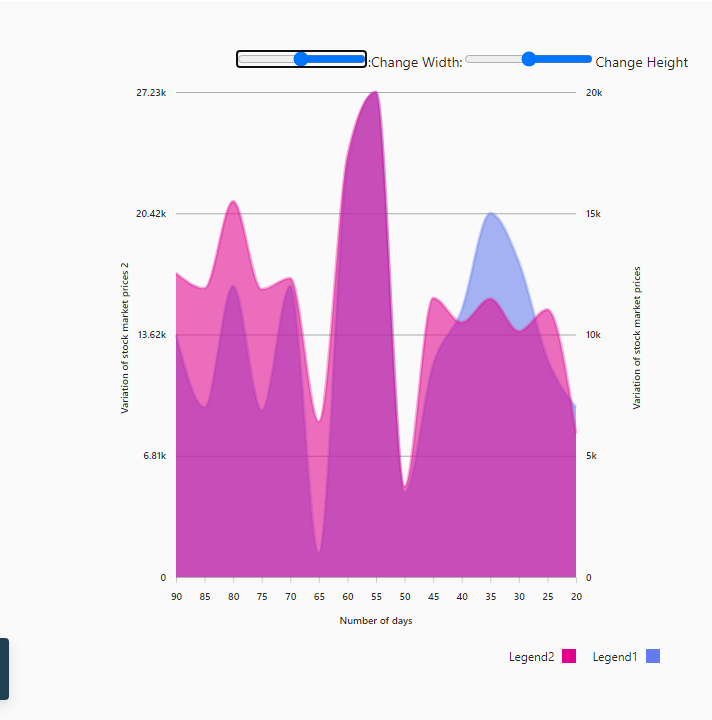 :Change Width: Change Height
27.23k
20.42k
13.62k
6.81k
0
Variation of stock market prices 2
20k
15k
10k
5k
0
Variation of stock market prices
90 85 80 75 70 65 60 55 50 45 40 35 30 25 20
Number of days
Legend2 Legend1